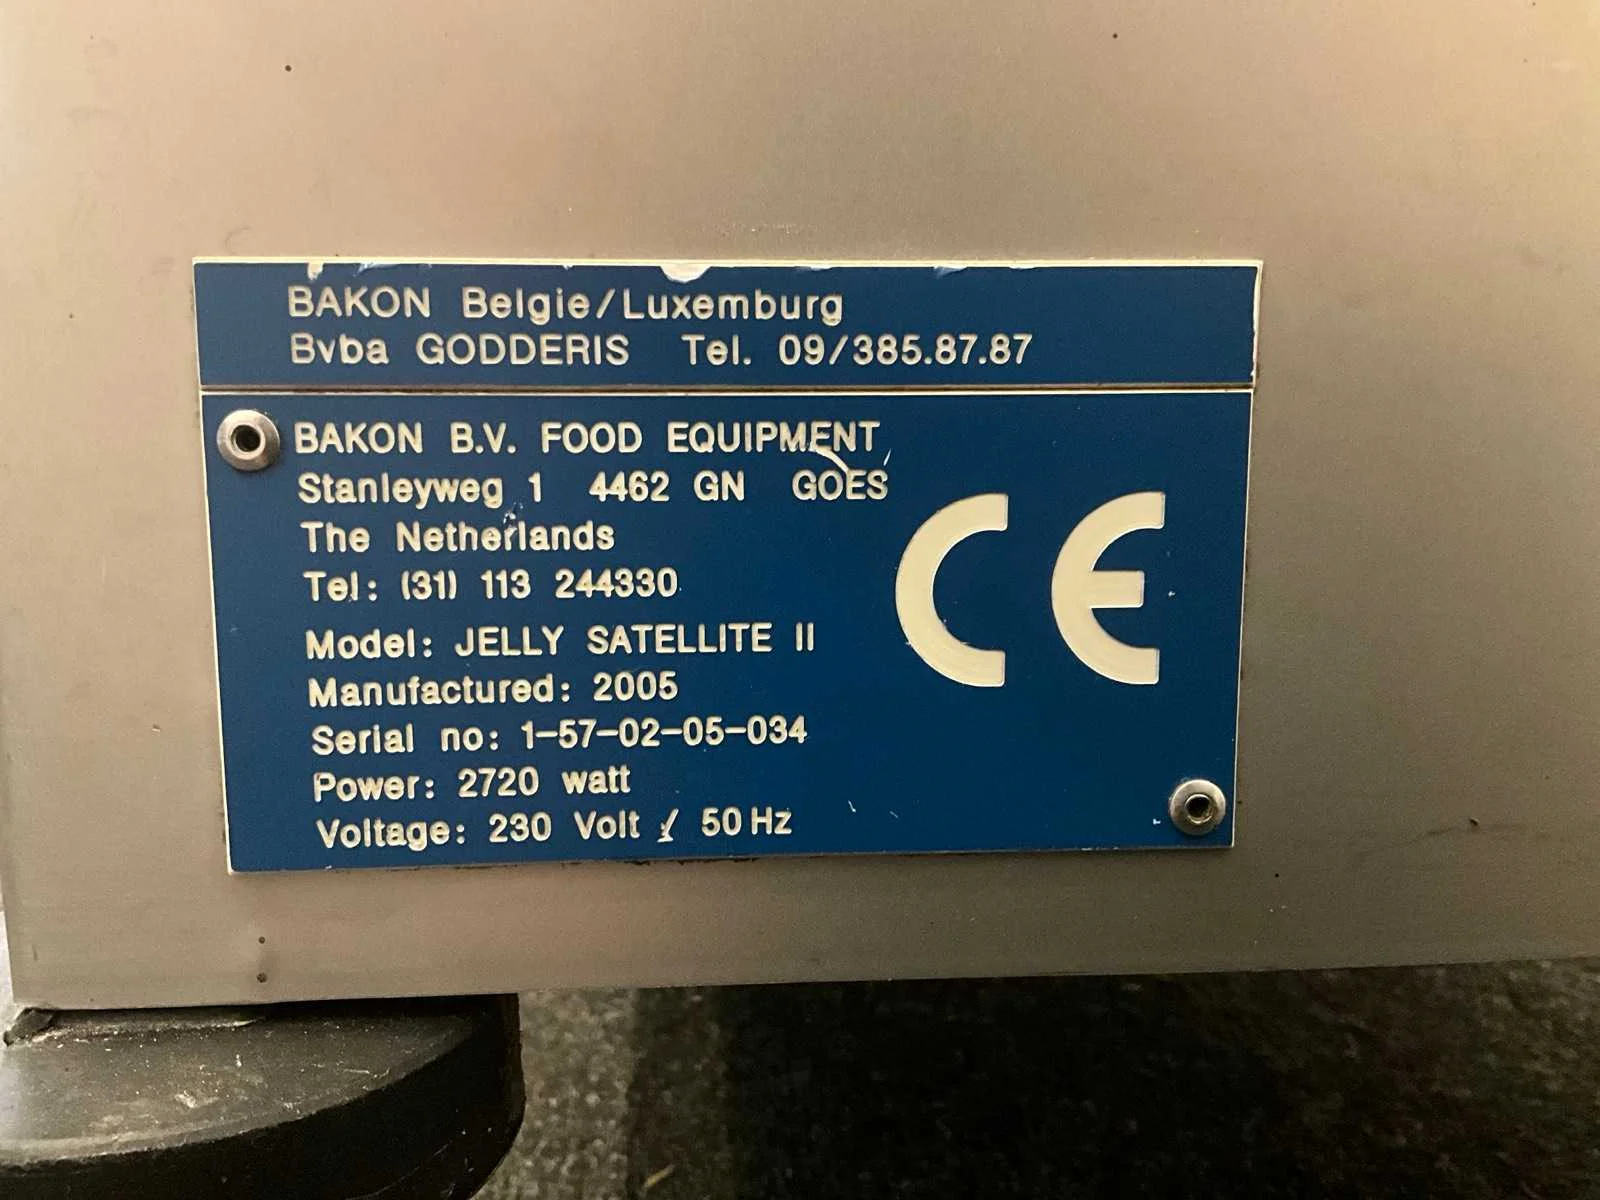 BAKON Belgie/Luxemburg
Bvba GODDERIS Tel. 09/385.87.87
BAKON B.V. FOOD EQUIPMENT
Stanleyweg 1 4462 GN GOES
The Netherlands
Tel: (31) 113 244330
Model: JELLY SATELLITE II
Manufactured: 2005
Serial no: 1-57-02-05-034
Power: 2720 watt
Voltage: 230 Volt / 50 Hz
CE